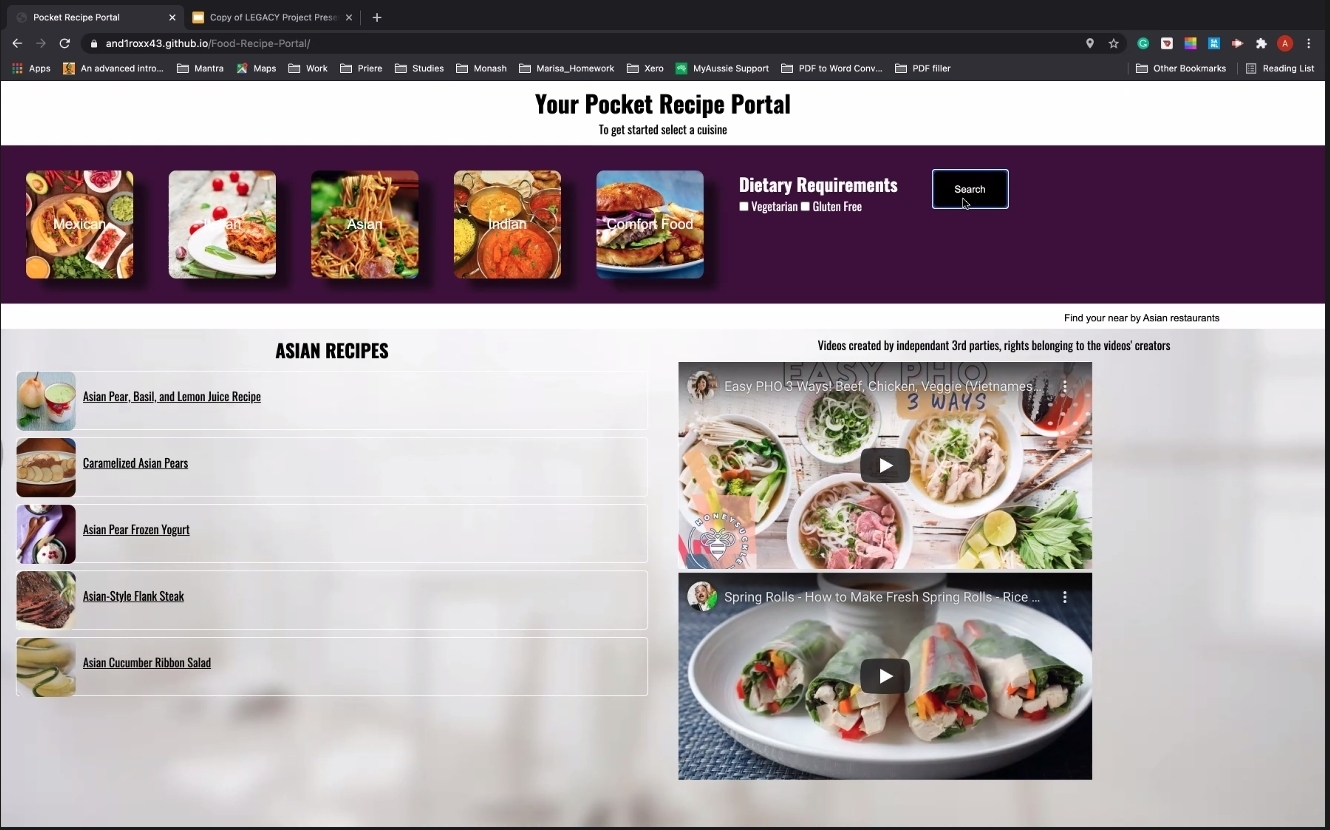 Pocket Recipe Portal
Copy of LEGACY Project Prese
and1roxx43.github.io/Food-Recipe-Portal/
A
Apps
An advanced intro...
Mantra
Maps
Work
Priere
Studies
Monash
Marisa_Homework
Xero
MyAussie Support
PDF to Word Conv...
PDF filler
Other Bookmarks
Reading List
Your Pocket Recipe Portal
To get started select a cuisine
Mexican
Asian
Indian
Comfort Food
Dietary Requirements
Vegetarian
Gluten Free
Search
Find your near by Asian restaurants
ASIAN RECIPES
Asian Pear, Basil, and Lemon Juice Recipe
Caramelized Asian Pears
Asian Pear Frozen Yogurt
Asian-Style Flank Steak
Asian Cucumber Ribbon Salad
Videos created by independant 3rd parties, rights belonging to the videos' creators
Easy PHO 3 Ways! Beef, Chicken, Veggie (Vietnames...
EASY PHO
3 WAYS
Spring Rolls - How to Make Fresh Spring Rolls - Rice ...